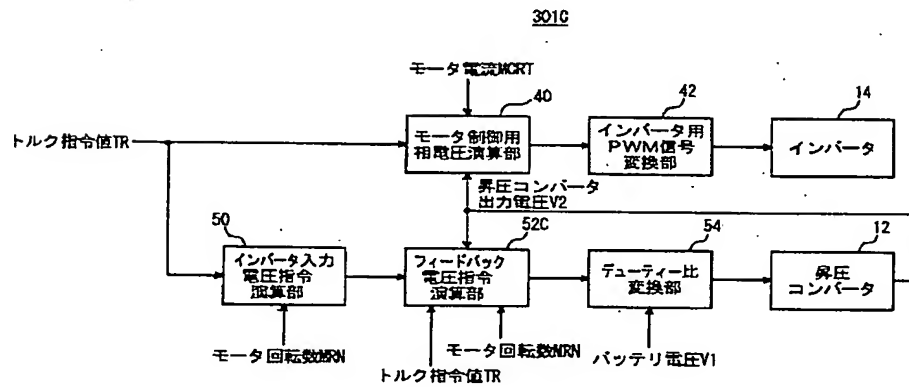 301C
モータ電流MCRT
40
42
14
トルク指令値TR
モータ制御用
相電圧演算部
インバータ用
PWM信号
変換部
インバータ
昇圧コンバータ
出力電圧V2
50
52C
54
12
インバータ入力
電圧指令
演算部
フィードバック
電圧指令
演算部
デューティー比
変換部
昇圧
コンバータ
モータ回転数MRN
モータ回転数MRN
バッテリ電圧V1
トルク指令値TR